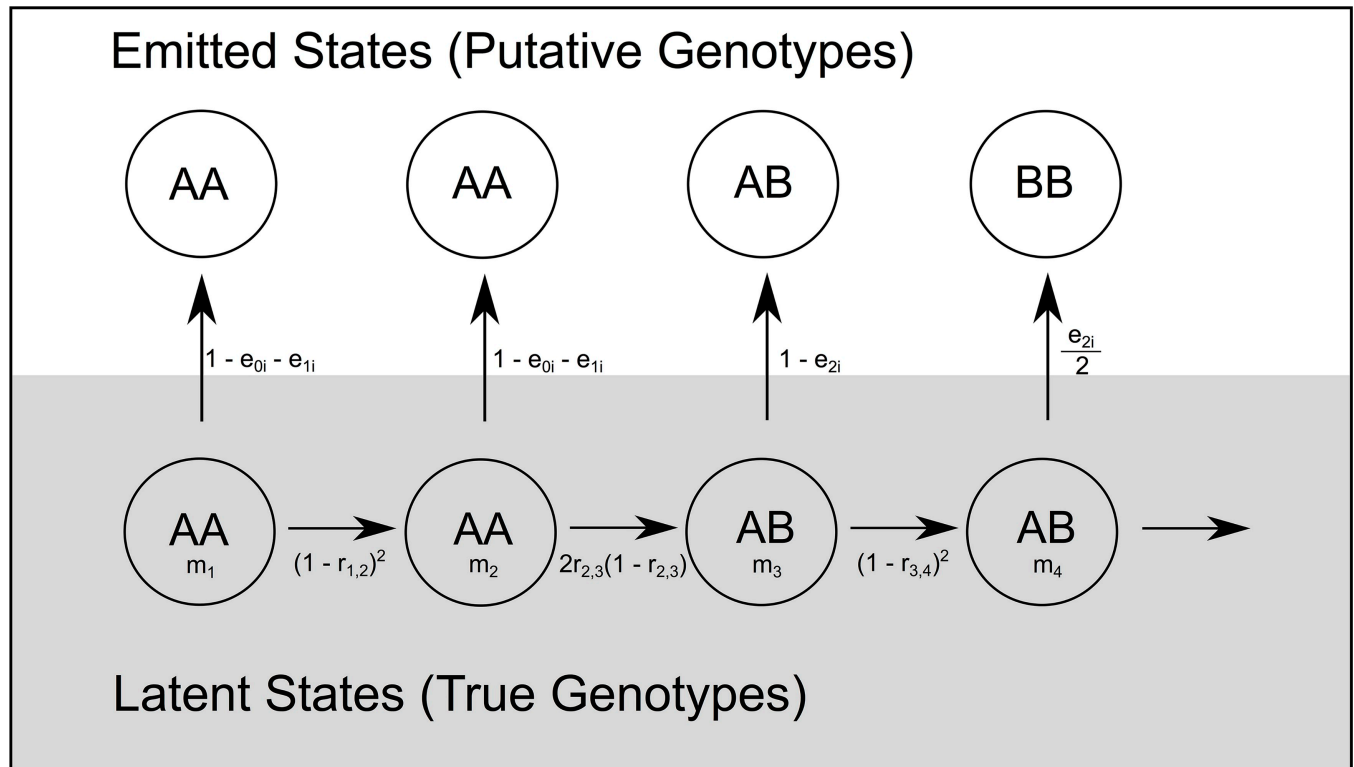 Emitted States (Putative Genotypes)
AA AA AB BB
1 - e₀ᵢ - e₁ᵢ 1 - e₀ᵢ - e₁ᵢ 1 - e₂ᵢ e₂ᵢ/2
AA AA AB AB
m₁ (1 - r₁,₂)² m₂ 2r₂,₃(1 - r₂,₃) m₃ (1 - r₃,₄)² m₄
Latent States (True Genotypes)